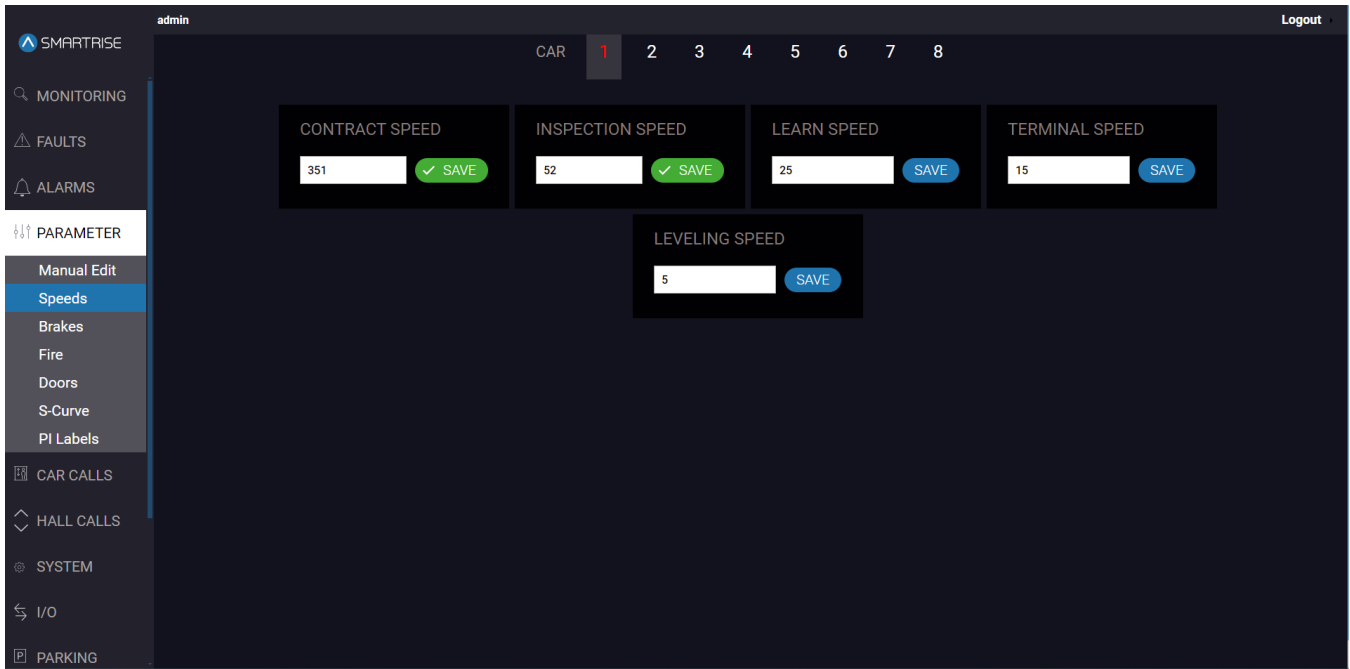 admin
Logout
SMARTRISE
CAR 1 2 3 4 5 6 7 8
MONITORING
FAULTS
ALARMS
PARAMETER
Manual Edit
Speeds
Brakes
Fire
Doors
S-Curve
PI Labels
CAR CALLS
HALL CALLS
SYSTEM
I/O
P PARKING
CONTRACT SPEED
351 SAVE
INSPECTION SPEED
52 SAVE
LEARN SPEED
25 SAVE
TERMINAL SPEED
15 SAVE
LEVELING SPEED
5 SAVE